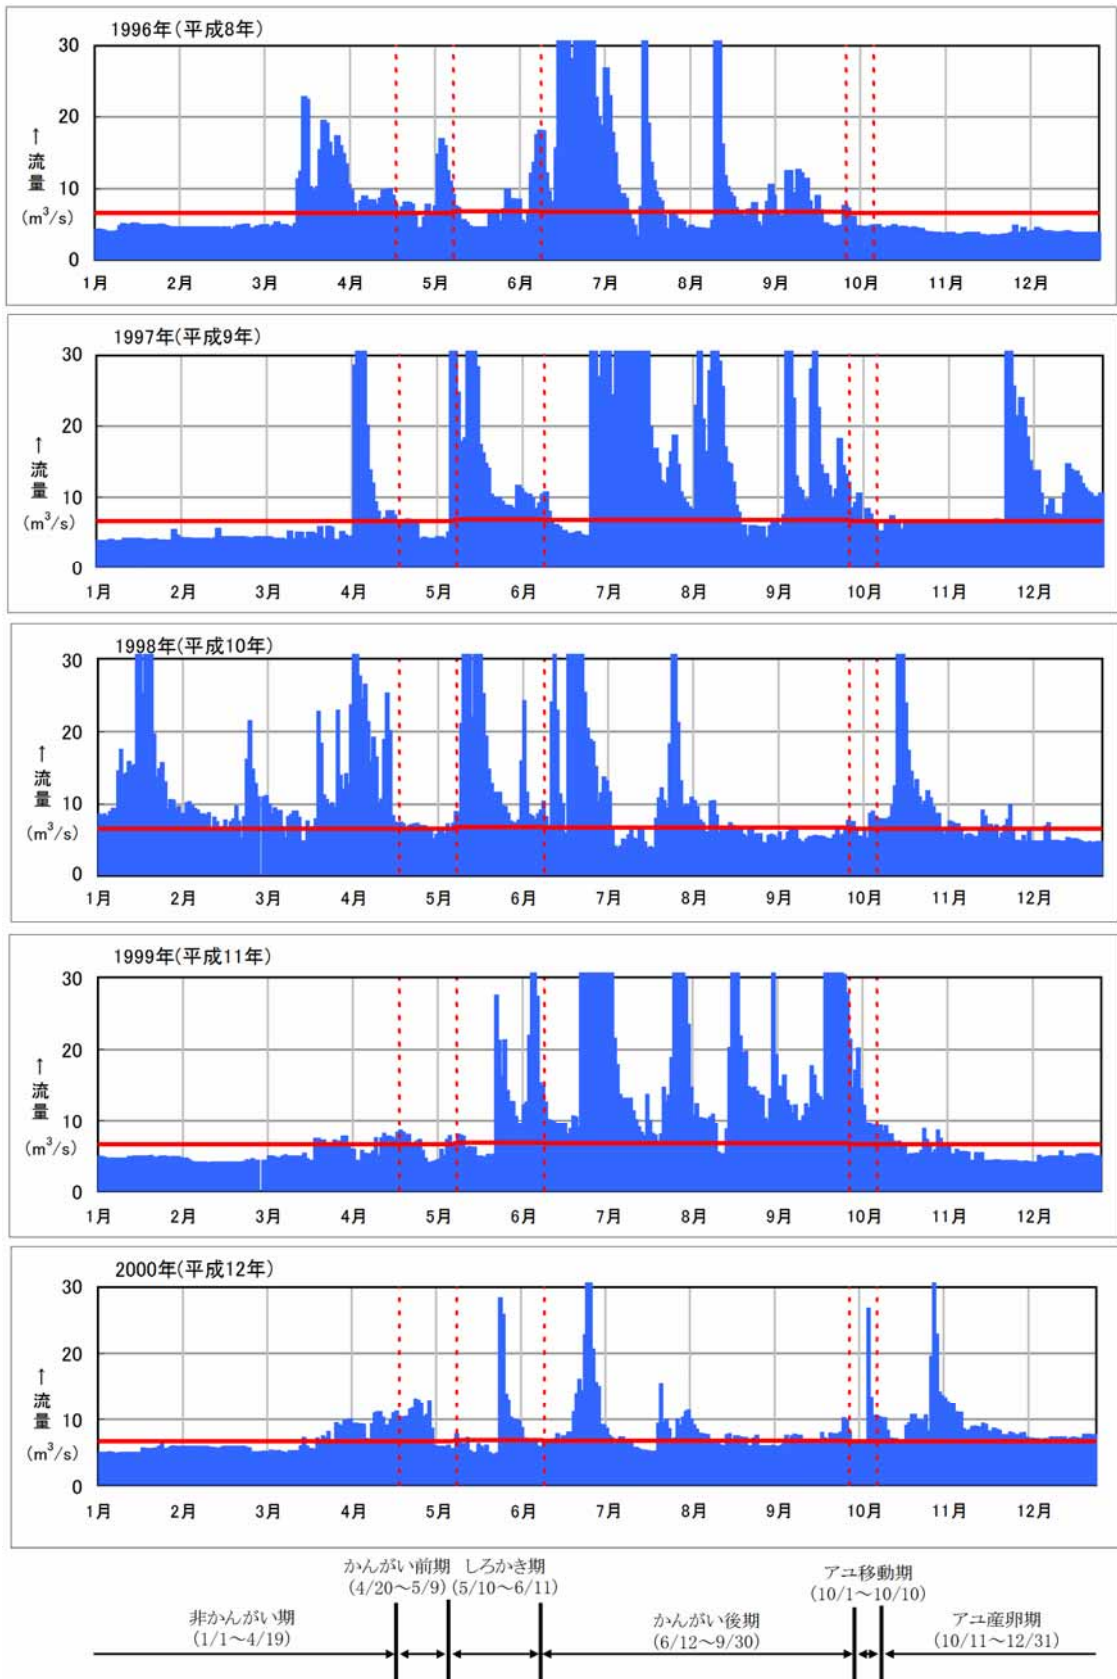 1996年(平成8年)
30
20
10
0
↑
流
量
(m³/s)
1月 2月 3月 4月 5月 6月 7月 8月 9月 10月 11月 12月
1997年(平成9年)
30
20
10
0
↑
流
量
(m³/s)
1月 2月 3月 4月 5月 6月 7月 8月 9月 10月 11月 12月
1998年(平成10年)
30
20
10
0
↑
流
量
(m³/s)
1月 2月 3月 4月 5月 6月 7月 8月 9月 10月 11月 12月
1999年(平成11年)
30
20
10
0
↑
流
量
(m³/s)
1月 2月 3月 4月 5月 6月 7月 8月 9月 10月 11月 12月
2000年(平成12年)
30
20
10
0
↑
流
量
(m³/s)
1月 2月 3月 4月 5月 6月 7月 8月 9月 10月 11月 12月
非かんがい期
(1/1～4/19)
かんがい前期
(4/20～5/9)
しろかき期
(5/10～6/11)
かんがい後期
(6/12～9/30)
アユ移動期
(10/1～10/10)
アユ産卵期
(10/11～12/31)